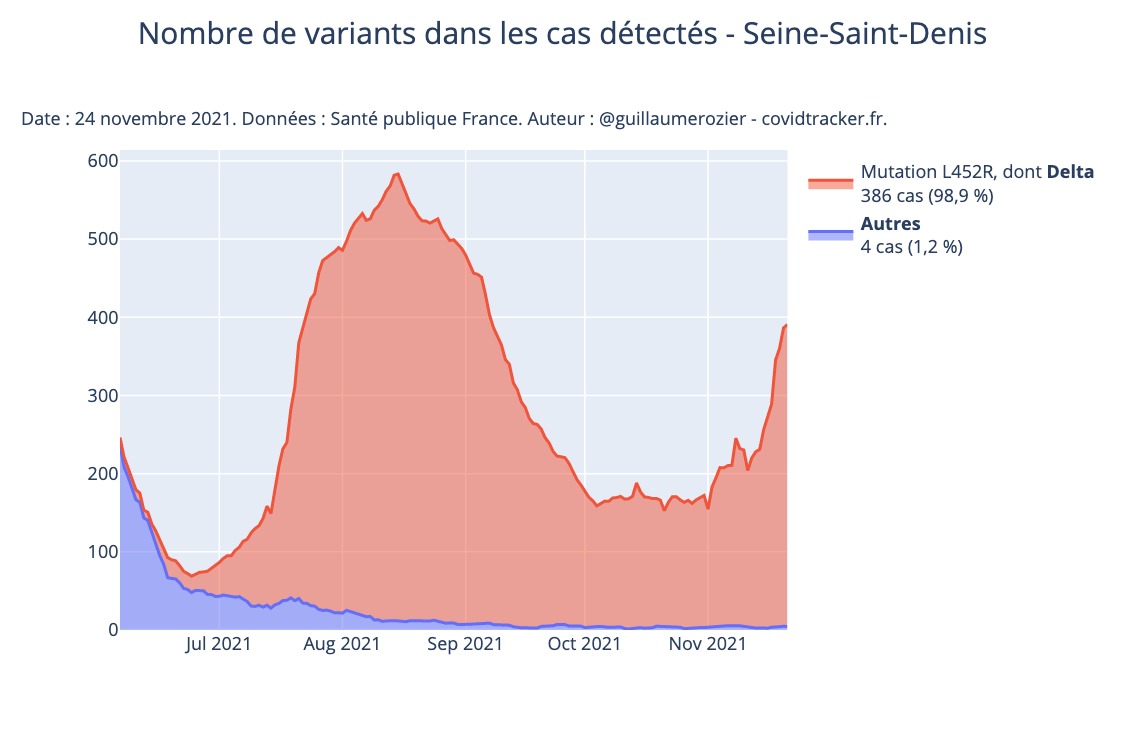 Nombre de variants dans les cas détectés - Seine-Saint-Denis
Date : 24 novembre 2021. Données : Santé publique France. Auteur : @guillaumerozier - covidtracker.fr.
600
500
400
300
200
100
0
Jul 2021 Aug 2021 Sep 2021 Oct 2021 Nov 2021
Mutation L452R, dont Delta
386 cas (98,9 %)
Autres
4 cas (1,2 %)